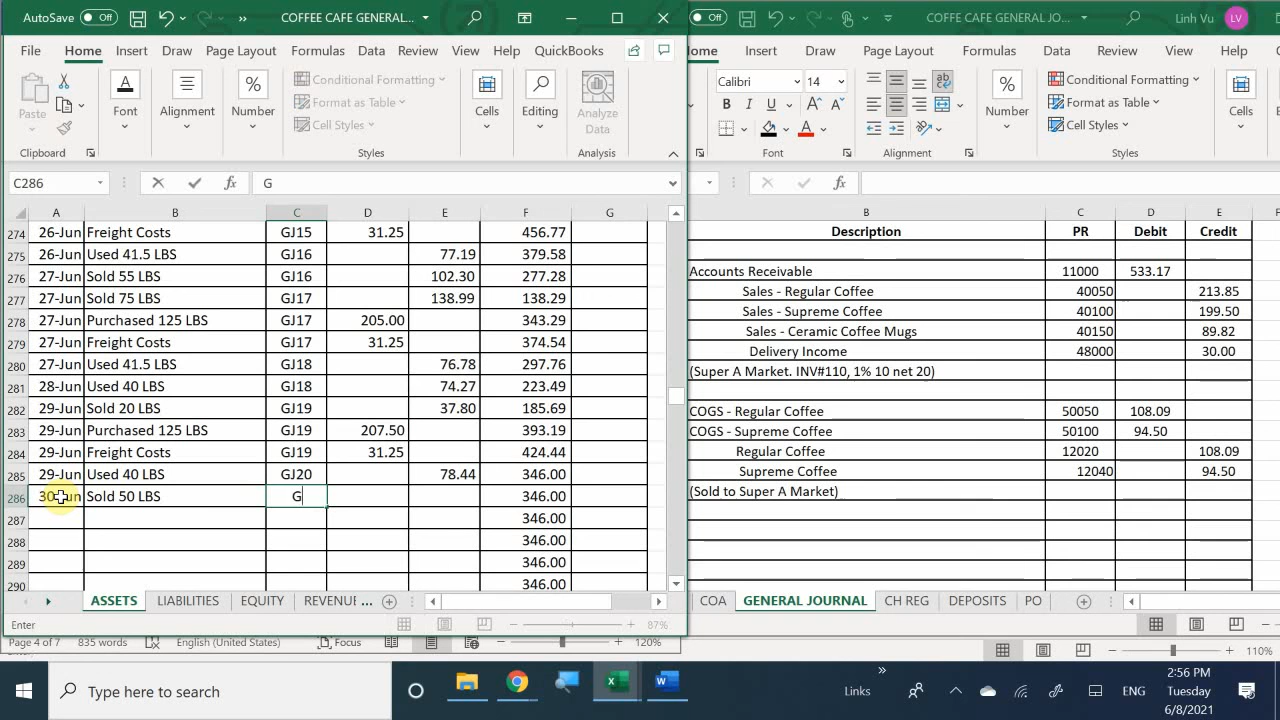 AutoSave Off COFFEE CAFE GENERAL...
File Home Insert Draw Page Layout Formulas Data Review View Help QuickBooks
Paste Font Alignment Number Conditional Formatting Format as Table Cell Styles Cells Editing Analyze Data
Clipboard Styles Analysis
C286 fx G
A B C D E F G
274 26-Jun Freight Costs GJ15 31.25 456.77
275 26-Jun Used 41.5 LBS GJ16 77.19 379.58
276 27-Jun Sold 55 LBS GJ16 102.30 277.28
277 27-Jun Sold 75 LBS GJ17 138.99 138.29
278 27-Jun Purchased 125 LBS GJ17 205.00 343.29
279 27-Jun Freight Costs GJ17 31.25 374.54
280 27-Jun Used 41.5 LBS GJ18 76.78 297.76
281 28-Jun Used 40 LBS GJ18 74.27 223.49
282 29-Jun Sold 20 LBS GJ19 37.80 185.69
283 29-Jun Purchased 125 LBS GJ19 207.50 393.19
284 29-Jun Freight Costs GJ19 31.25 424.44
285 29-Jun Used 40 LBS GJ20 78.44 346.00
286 30-Jun Sold 50 LBS G 346.00
287 346.00
288 346.00
289 346.00
290 346.00
ASSETS LIABILITIES EQUITY REVENUE ...
Enter 87%
Page 4 of 7 835 words English (United States) Focus 120%
Off COFFE CAFE GENERAL JO... Linh Vu LV
ome Insert Draw Page Layout Formulas Data Review View Help
Calibri 14 Number Conditional Formatting Format as Table Cell Styles Cells
B I U A A ab c
Font Alignment Styles
fx
B C D E F
Description PR Debit Credit
Accounts Receivable 11000 533.17
Sales - Regular Coffee 40050 213.85
Sales - Supreme Coffee 40100 199.50
Sales - Ceramic Coffee Mugs 40150 89.82
Delivery Income 48000 30.00
(Super A Market. INV#110, 1% 10 net 20)
COGS - Regular Coffee 50050 108.09
COGS - Supreme Coffee 50100 94.50
Regular Coffee 12020 108.09
Supreme Coffee 12040 94.50
(Sold to Super A Market)
COA GENERAL JOURNAL CH REG DEPOSITS PO
110%
Type here to search
Links ENG
2:56 PM
Tuesday
6/8/2021